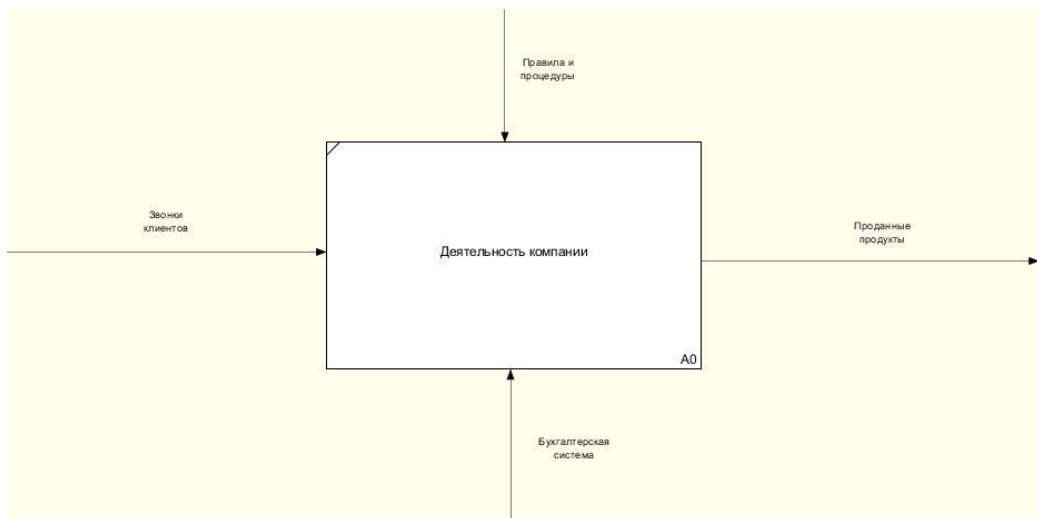 Правила и
процедуры
Звонки
клиентов
Деятельность компании
Проданные
продукты
A0
Бухгалтерская
система